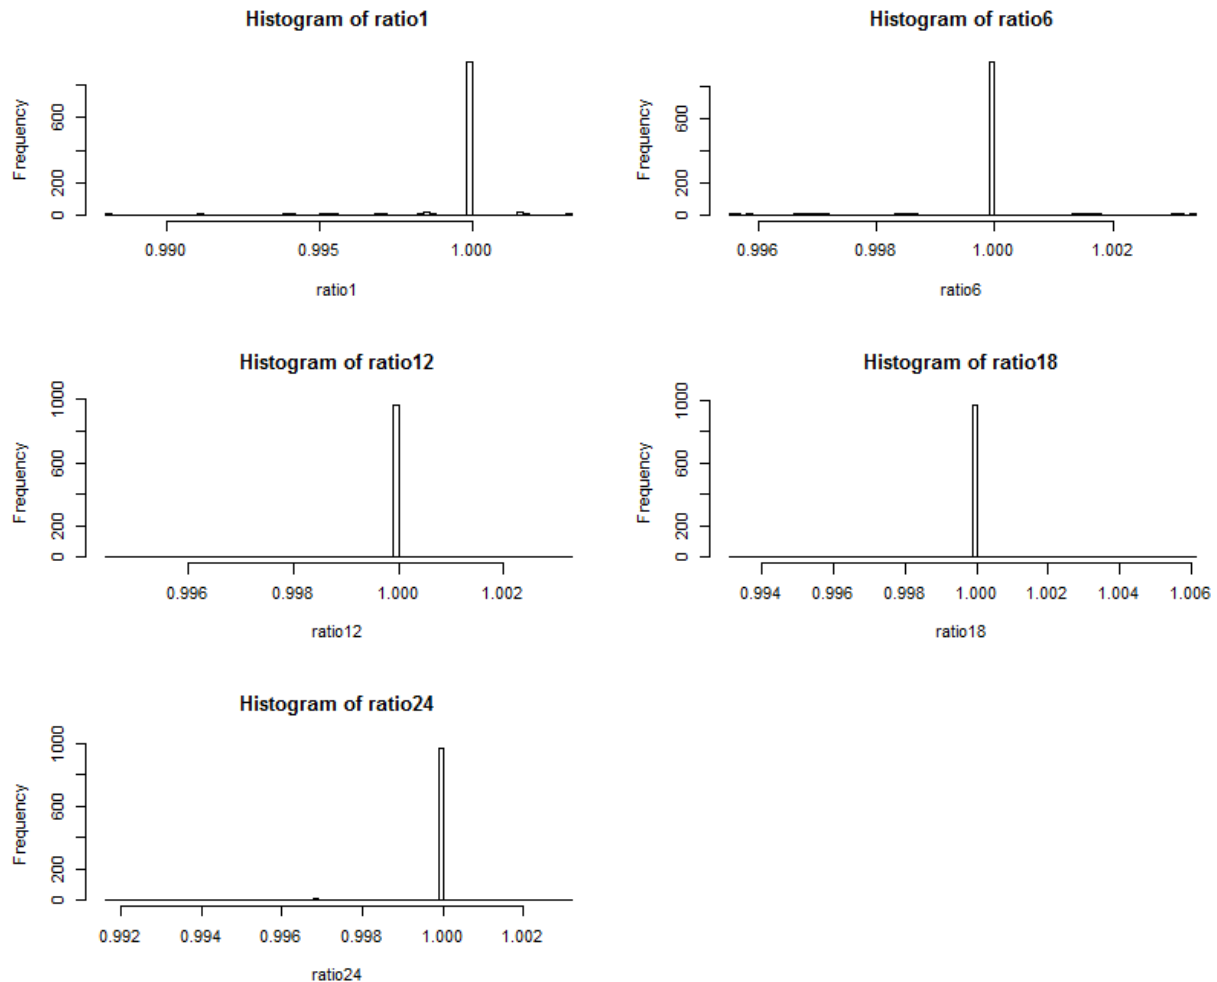 Histogram of ratio1
Frequency
0 200 600
0.990 0.995 1.000
ratio1
Histogram of ratio6
Frequency
0 200 600
0.996 0.998 1.000 1.002
ratio6
Histogram of ratio12
Frequency
0 200 600 1000
0.996 0.998 1.000 1.002
ratio12
Histogram of ratio18
Frequency
0 200 600 1000
0.994 0.996 0.998 1.000 1.002 1.004 1.006
ratio18
Histogram of ratio24
Frequency
0 200 600 1000
0.992 0.994 0.996 0.998 1.000 1.002
ratio24